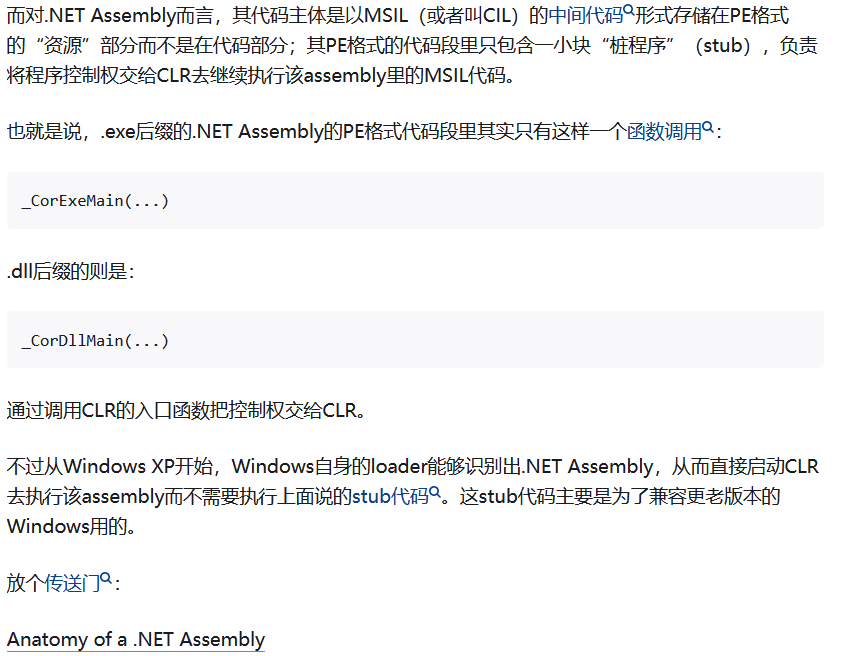 而对.NET Assembly而言，其代码主体是以MSIL（或者叫CIL）的中间代码形式存储在PE格式
的“资源”部分而不是在代码部分；其PE格式的代码段里只包含一小块“桩程序”（stub），负责
将程序控制权交给CLR去继续执行该assembly里的MSIL代码。
也就是说，.exe后缀的.NET Assembly的PE格式代码段里其实只有这样一个函数调用：
_CorExeMain(...)
.dll后缀的则是：
_CorDllMain(...)
通过调用CLR的入口函数把控制权交给CLR。
不过从Windows XP开始，Windows自身的loader能够识别出.NET Assembly，从而直接启动CLR
去执行该assembly而不需要执行上面说的stub代码。这stub代码主要是为了兼容更老版本的
Windows用的。
放个传送门：
Anatomy of a .NET Assembly